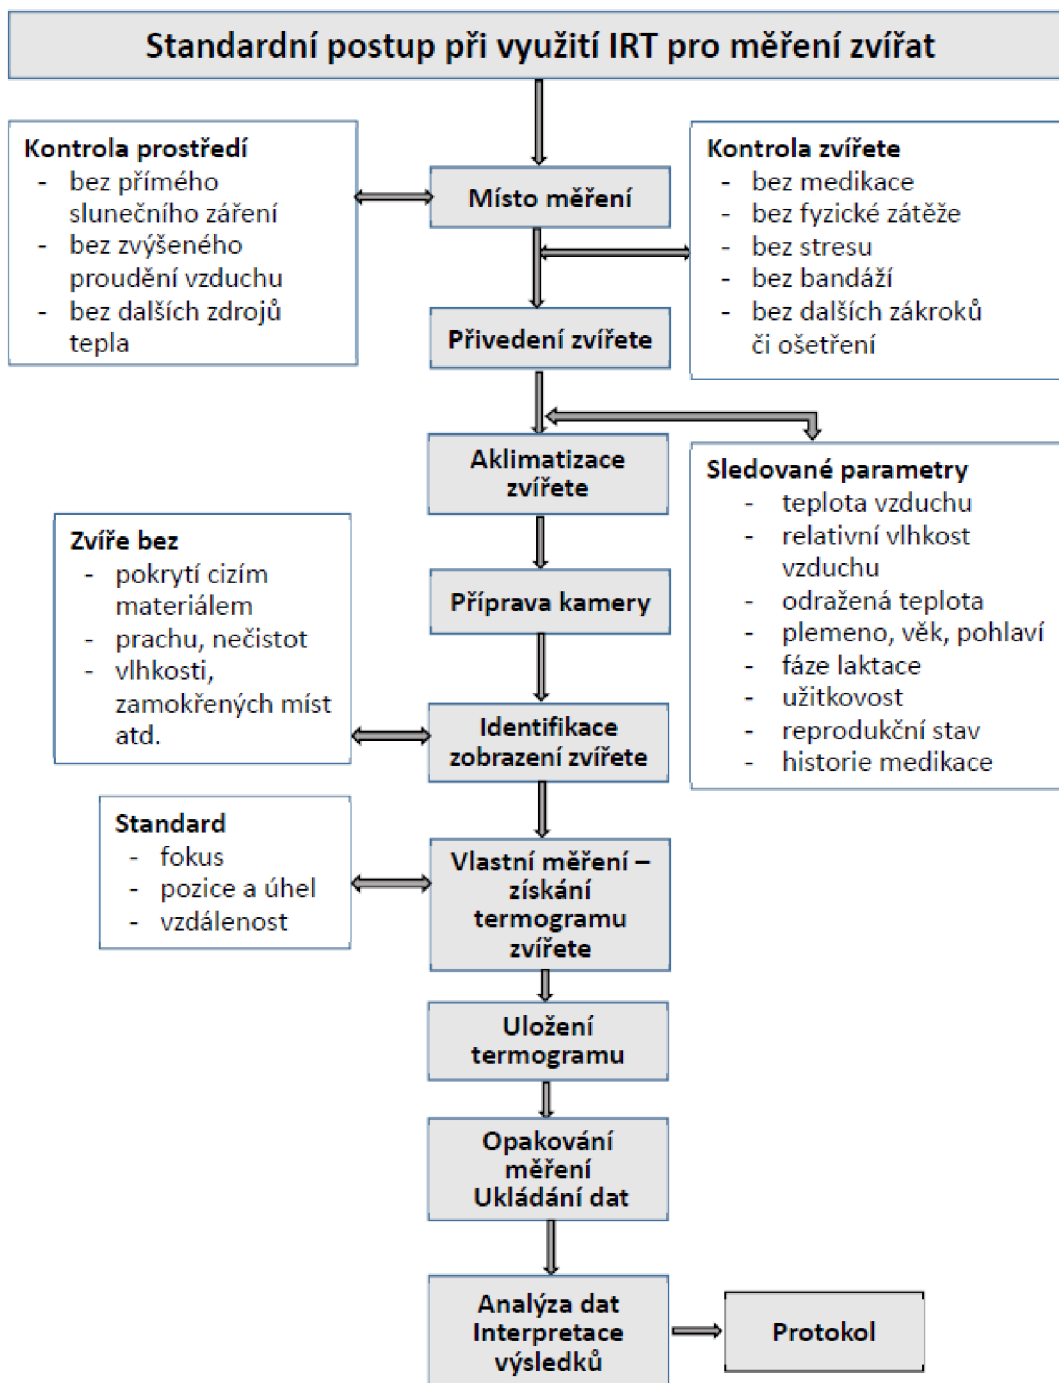 Standardní postup při využití IRT pro měření zvířat
Kontrola prostředí
- bez přímého
slunečního záření
- bez zvýšeného
proudění vzduchu
- bez dalších zdrojů
tepla
Místo měření
Kontrola zvířete
- bez medikace
- bez fyzické zátěže
- bez stresu
- bez bandáží
- bez dalších zákroků
či ošetření
Přivedení zvířete
Aklimatizace
zvířete
Sledované parametry
- teplota vzduchu
- relativní vlhkost
vzduchu
- odražená teplota
- plemeno, věk, pohlaví
- fáze laktace
- užitkovost
- reprodukční stav
- historie medikace
Příprava kamery
Zvíře bez
- pokrytí cizím
materiálem
- prachu, nečistot
- vlhkosti,
zamokřených míst
atd.
Identifikace
zobrazení zvířete
Standard
- fokus
- pozice a úhel
- vzdálenost
Vlastní měření –
získání
termogramu
zvířete
Uložení
termogramu
Opakování
měření
Ukládání dat
Analýza dat
Interpretace
výsledků
Protokol